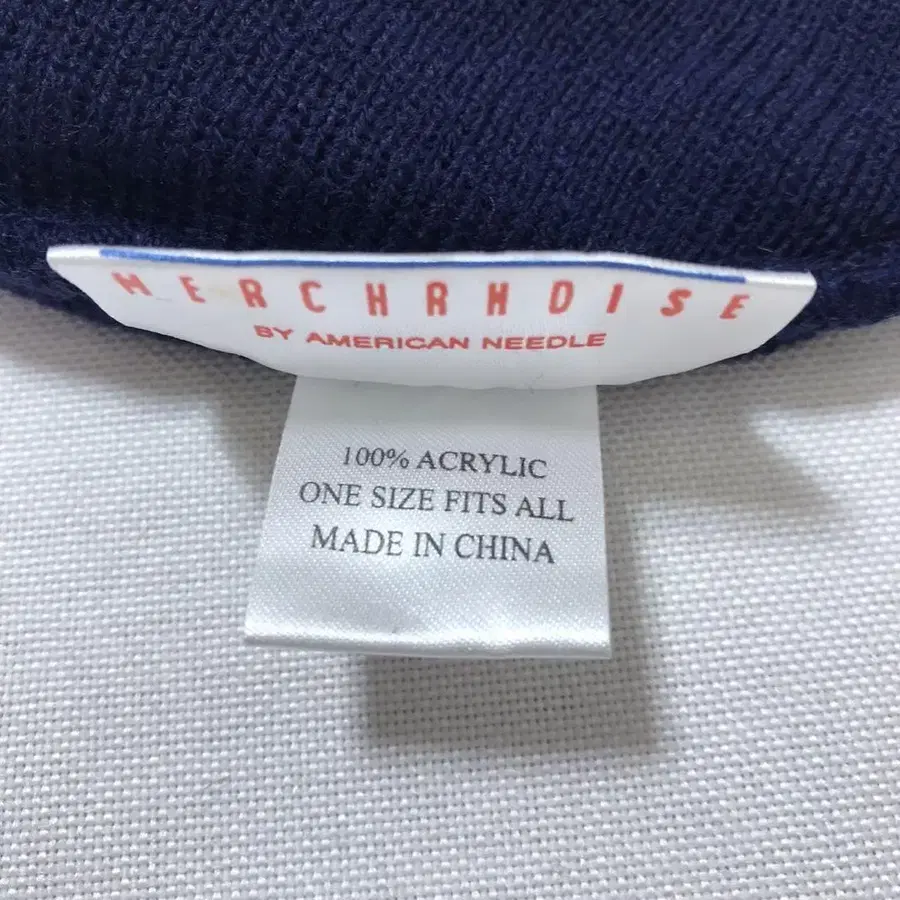 MERCHANDISE
BY AMERICAN NEEDLE
100% ACRYLIC
ONE SIZE FITS ALL
MADE IN CHINA